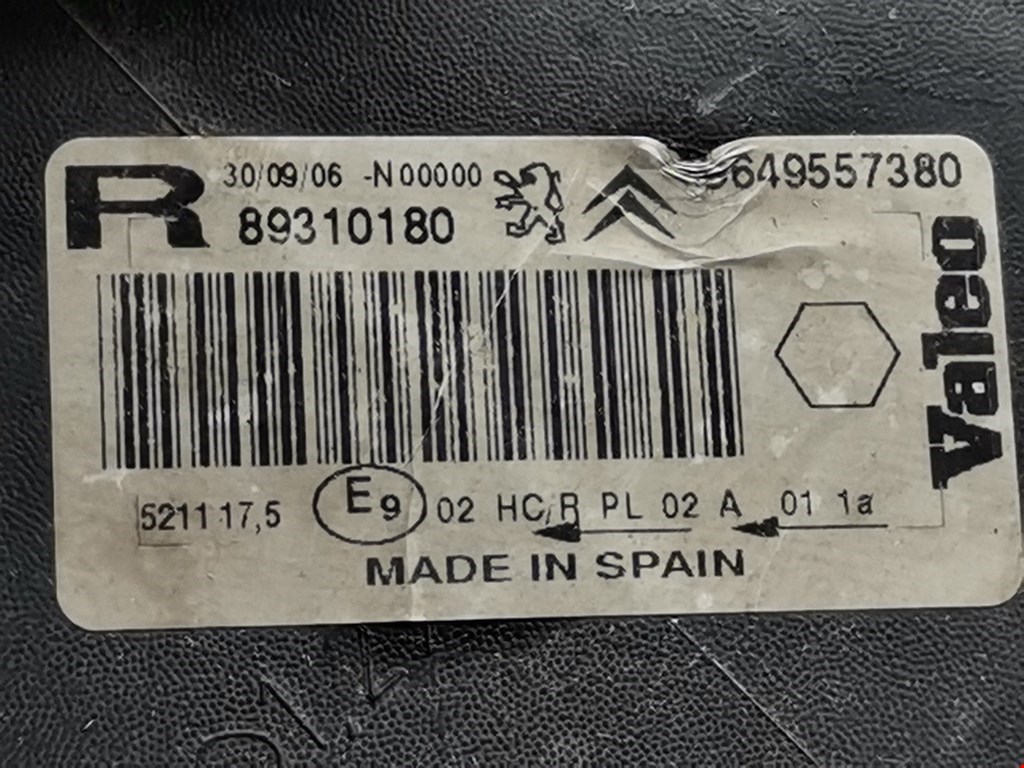 R
30/09/06 -N00000
89310180
9649557380
Valeo
5211 17,5
E9
02 HC/R PL 02 A 01 1a
MADE IN SPAIN